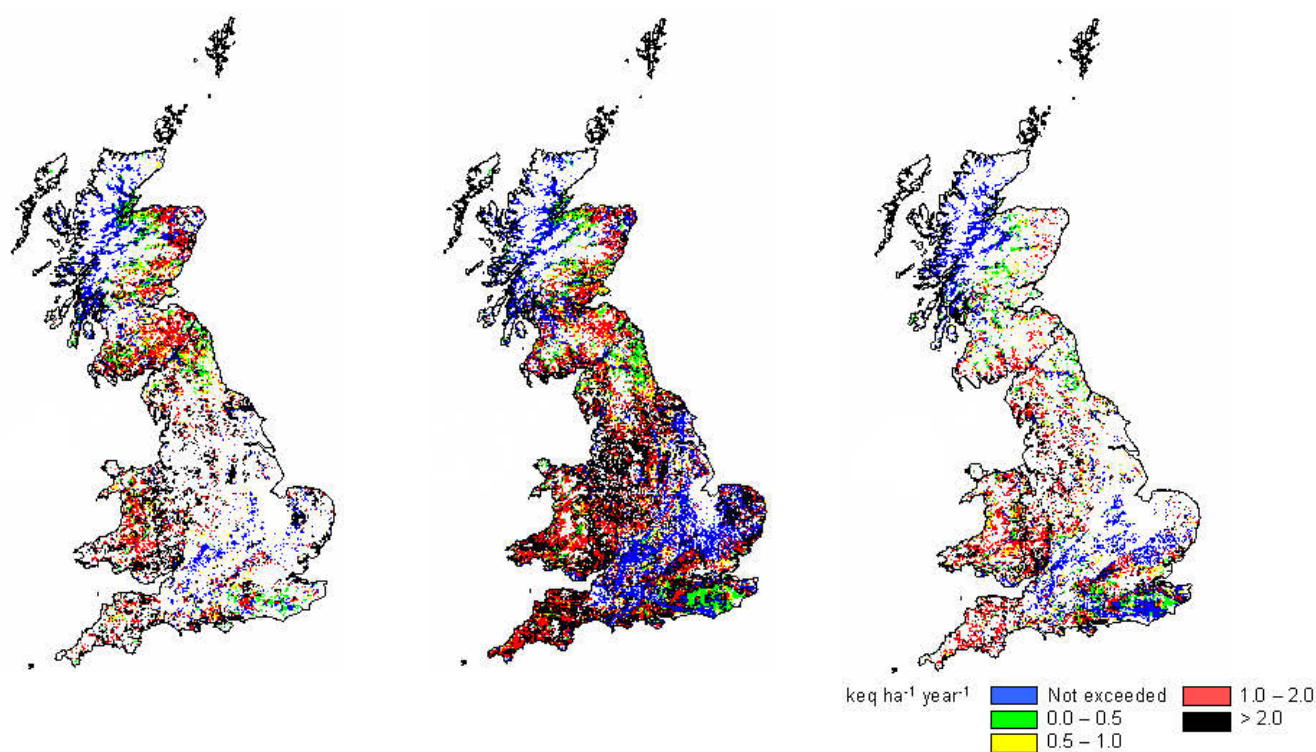 keq ha⁻¹ year⁻¹
Not exceeded
0.0 – 0.5
0.5 – 1.0
1.0 – 2.0
> 2.0